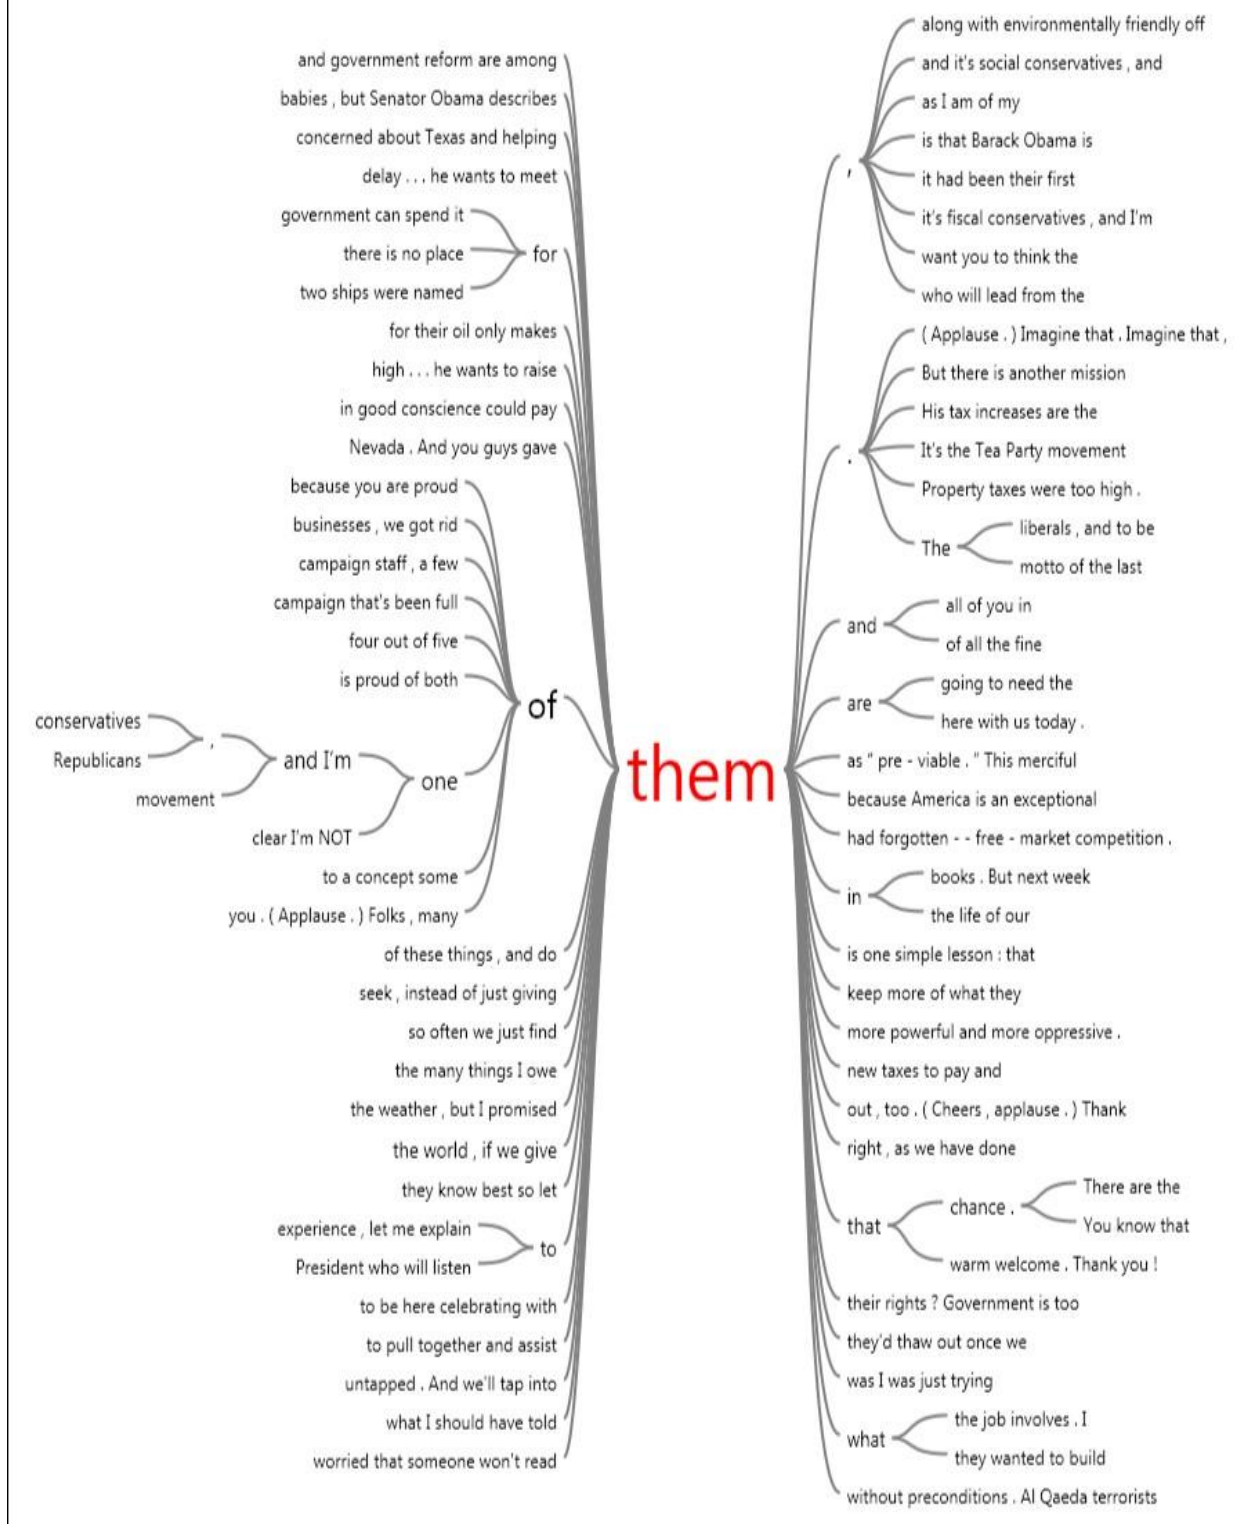 and government reform are among
babies , but Senator Obama describes
concerned about Texas and helping
delay . . . he wants to meet
government can spend it
there is no place
two ships were named
for
for their oil only makes
high . . . he wants to raise
in good conscience could pay
Nevada . And you guys gave
because you are proud
businesses , we got rid
campaign staff , a few
campaign that's been full
four out of five
is proud of both
of
conservatives
Republicans
,
movement
and I'm
clear I'm NOT
one
to a concept some
you . ( Applause . ) Folks , many
of these things , and do
seek , instead of just giving
so often we just find
the many things I owe
the weather , but I promised
the world , if we give
they know best so let
experience , let me explain
President who will listen
to
to be here celebrating with
to pull together and assist
untapped . And we'll tap into
what I should have told
worried that someone won't read
them
,
along with environmentally friendly off
and it's social conservatives , and
as I am of my
is that Barack Obama is
it had been their first
it's fiscal conservatives , and I'm
want you to think the
who will lead from the
.
( Applause . ) Imagine that . Imagine that ,
But there is another mission
His tax increases are the
It's the Tea Party movement
Property taxes were too high .
The
liberals , and to be
motto of the last
and
all of you in
of all the fine
are
going to need the
here with us today .
as " pre - viable . " This merciful
because America is an exceptional
had forgotten - - free - market competition .
in
books . But next week
the life of our
is one simple lesson : that
keep more of what they
more powerful and more oppressive .
new taxes to pay and
out , too . ( Cheers , applause . ) Thank
right , as we have done
that
chance .
There are the
You know that
warm welcome . Thank you !
their rights ? Government is too
they'd thaw out once we
was I was just trying
what
the job involves . I
they wanted to build
without preconditions . Al Qaeda terrorists